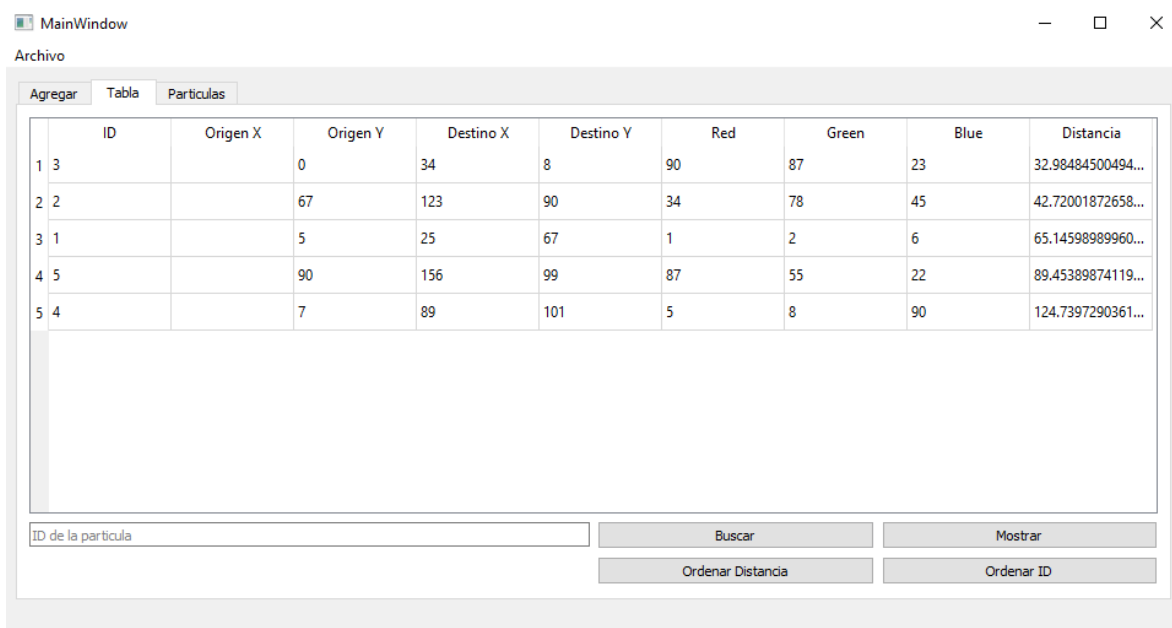 MainWindow
Archivo
Agregar Tabla Particulas
ID Origen X Origen Y Destino X Destino Y Red Green Blue Distancia
1 3 0 34 8 90 87 23 32.98484500494...
2 2 67 123 90 34 78 45 42.72001872658...
3 1 5 25 67 1 2 6 65.14598989960...
4 5 90 156 99 87 55 22 89.45389874119...
5 4 7 89 101 5 8 90 124.7397290361...
ID de la particula Buscar Mostrar
Ordenar Distancia Ordenar ID